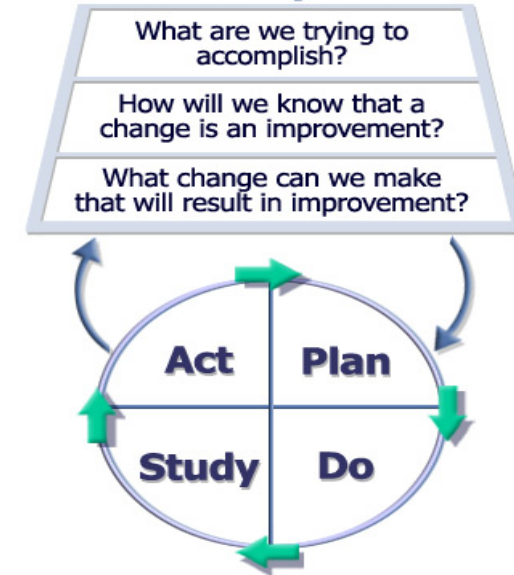 What are we trying to
accomplish?
How will we know that a
change is an improvement?
What change can we make
that will result in improvement?
Act
Plan
Study
Do